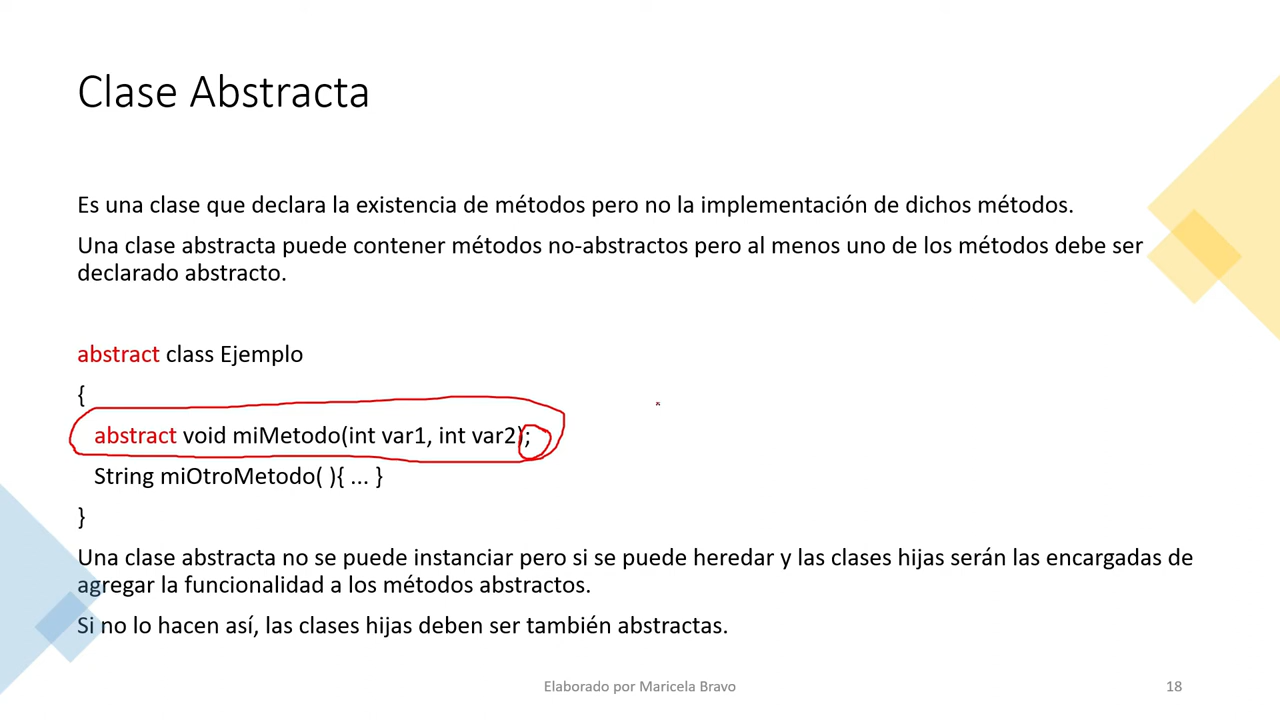 Clase Abstracta
Es una clase que declara la existencia de métodos pero no la implementación de dichos métodos.
Una clase abstracta puede contener métodos no-abstractos pero al menos uno de los métodos debe ser
declarado abstracto.
abstract class Ejemplo
{
abstract void miMetodo(int var1, int var2);
String miOtroMetodo( ){ ... }
}
Una clase abstracta no se puede instanciar pero si se puede heredar y las clases hijas serán las encargadas de
agregar la funcionalidad a los métodos abstractos.
Si no lo hacen así, las clases hijas deben ser también abstractas.
Elaborado por Maricela Bravo
18